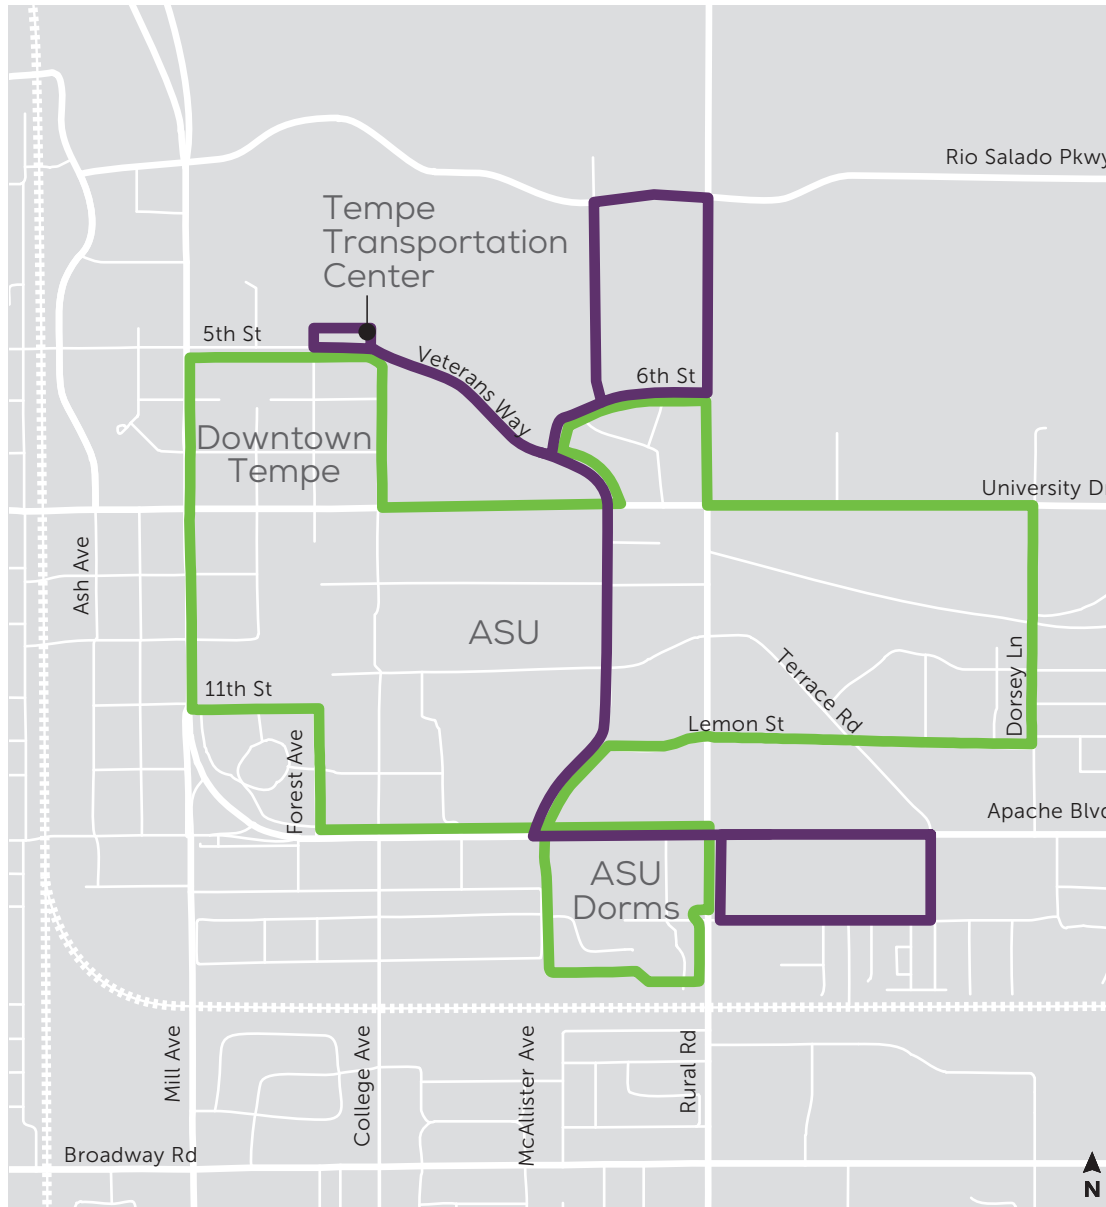 Rio Salado Pkwy
Tempe
Transportation
Center
5th St
Veterans Way
6th St
Downtown
Tempe
University Dr
Ash Ave
ASU
Dorsey Ln
Terrace Rd
11th St
Lemon St
Forest Ave
Apache Blvd
ASU
Dorms
Mill Ave
College Ave
McAllister Ave
Rural Rd
Broadway Rd
N